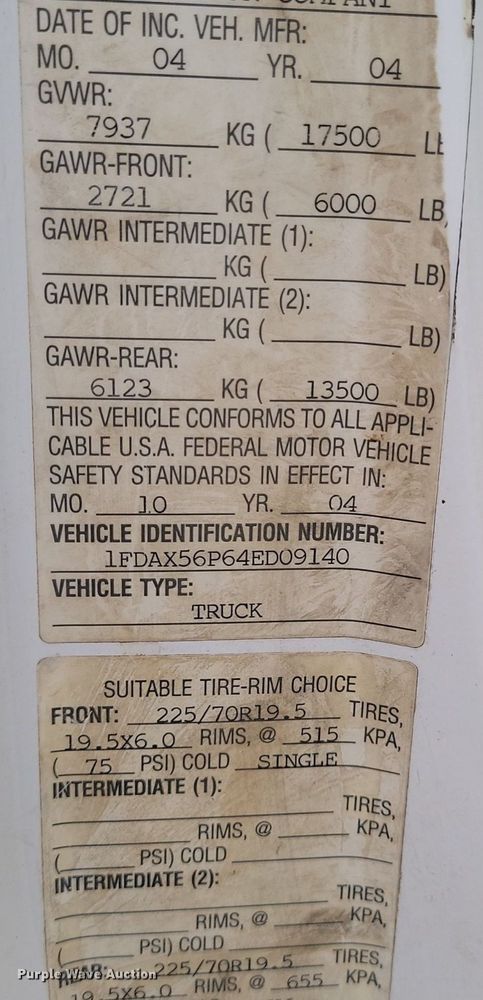 DATE OF INC. VEH. MFR:
MO. 04 YR. 04
GVWR:
7937 KG ( 17500 LB
GAWR-FRONT:
2721 KG ( 6000 LB
GAWR INTERMEDIATE (1):
KG ( LB)
GAWR INTERMEDIATE (2):
KG ( LB)
GAWR-REAR:
6123 KG ( 13500 LB)
THIS VEHICLE CONFORMS TO ALL APPLI-
CABLE U.S.A. FEDERAL MOTOR VEHICLE
SAFETY STANDARDS IN EFFECT IN:
MO. 10 YR. 04
VEHICLE IDENTIFICATION NUMBER:
1FDAX56P64ED09140
VEHICLE TYPE:
TRUCK
SUITABLE TIRE-RIM CHOICE
FRONT: 225/70R19.5 TIRES,
19.5X6.0 RIMS, @ 515 KPA,
( 75 PSI) COLD SINGLE
INTERMEDIATE (1):
TIRES,
RIMS, @ KPA,
( PSI) COLD
INTERMEDIATE (2):
TIRES,
RIMS, @ KPA,
( PSI) COLD
REAR: 225/70R19.5 TIRES,
19.5X6.0 RIMS, @ 655 KPA,
Purple Wave Auction